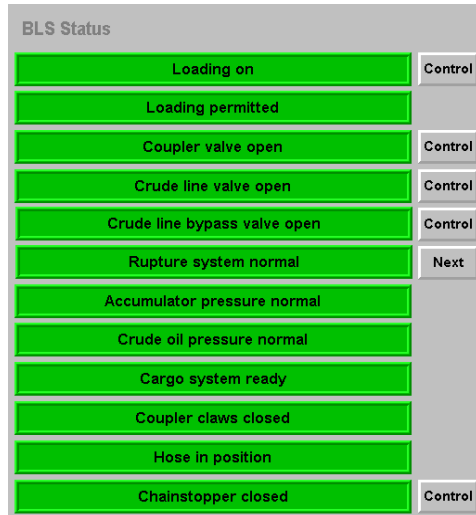 BLS Status
Loading on Control
Loading permitted
Coupler valve open Control
Crude line valve open Control
Crude line bypass valve open Control
Rupture system normal Next
Accumulator pressure normal
Crude oil pressure normal
Cargo system ready
Coupler claws closed
Hose in position
Chainstopper closed Control